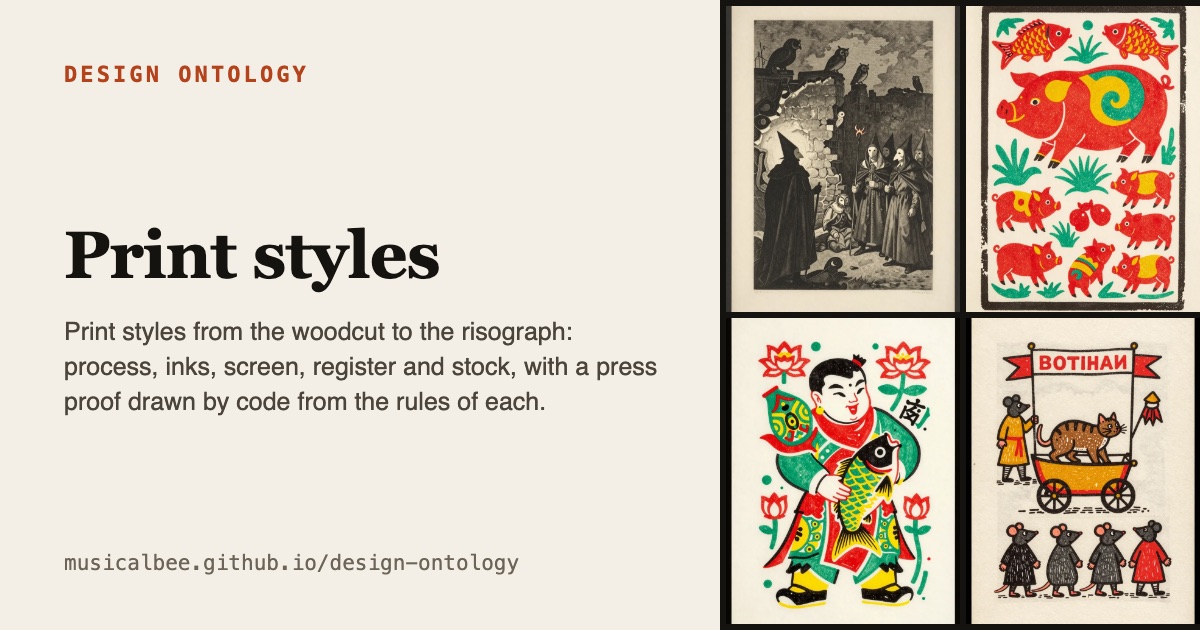 DESIGN ONTOLOGY
Print styles
Print styles from the woodcut to the risograph:
process, inks, screen, register and stock, with a press
proof drawn by code from the rules of each.
musicalbee.github.io/design-ontology
ВОТІНАИ